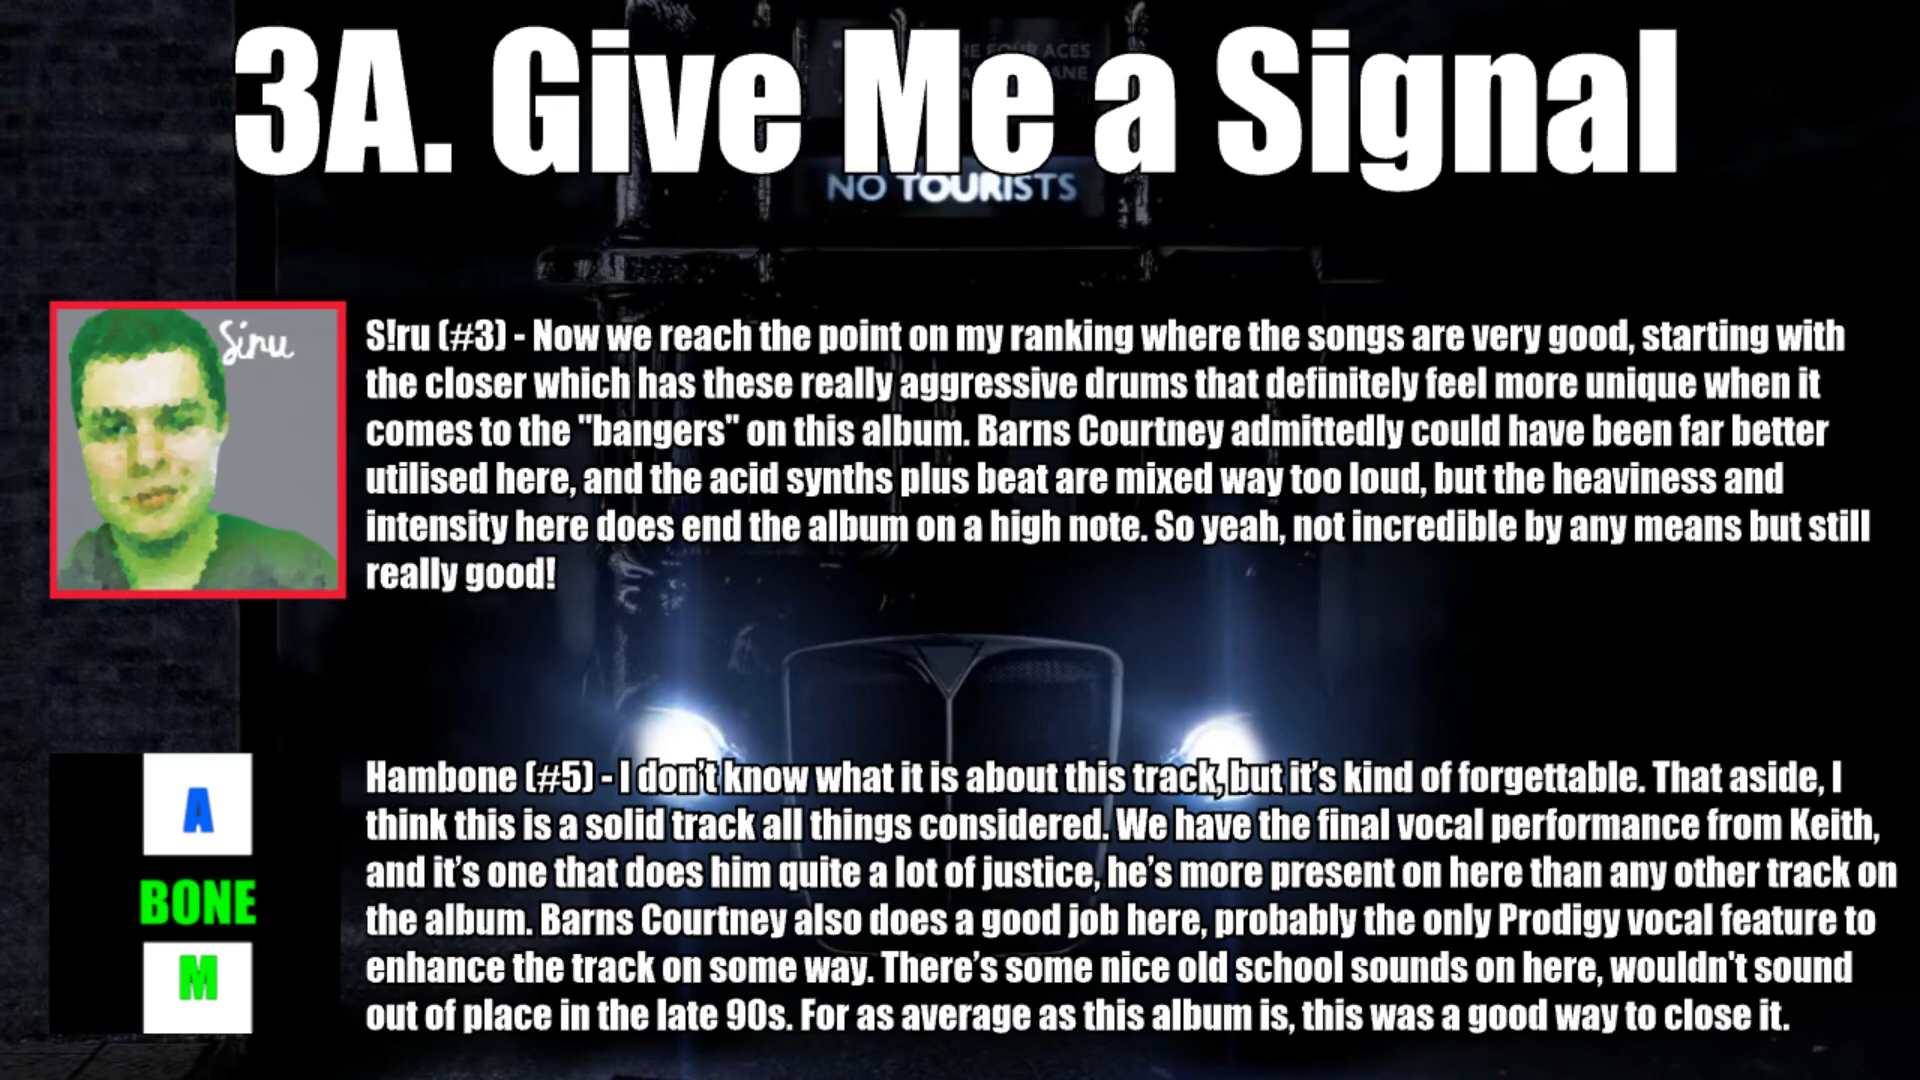 3A. Give Me a Signal
THE FOUR ACES
NO TOURISTS
Siru
S!ru (#3) - Now we reach the point on my ranking where the songs are very good, starting with
the closer which has these really aggressive drums that definitely feel more unique when it
comes to the "bangers" on this album. Barns Courtney admittedly could have been far better
utilised here, and the acid synths plus beat are mixed way too loud, but the heaviness and
intensity here does end the album on a high note. So yeah, not incredible by any means but still
really good!
A
BONE
M
Hambone (#5) - I don't know what it is about this track, but it's kind of forgettable. That aside, I
think this is a solid track all things considered. We have the final vocal performance from Keith,
and it's one that does him quite a lot of justice, he's more present on here than any other track on
the album. Barns Courtney also does a good job here, probably the only Prodigy vocal feature to
enhance the track on some way. There's some nice old school sounds on here, wouldn't sound
out of place in the late 90s. For as average as this album is, this was a good way to close it.